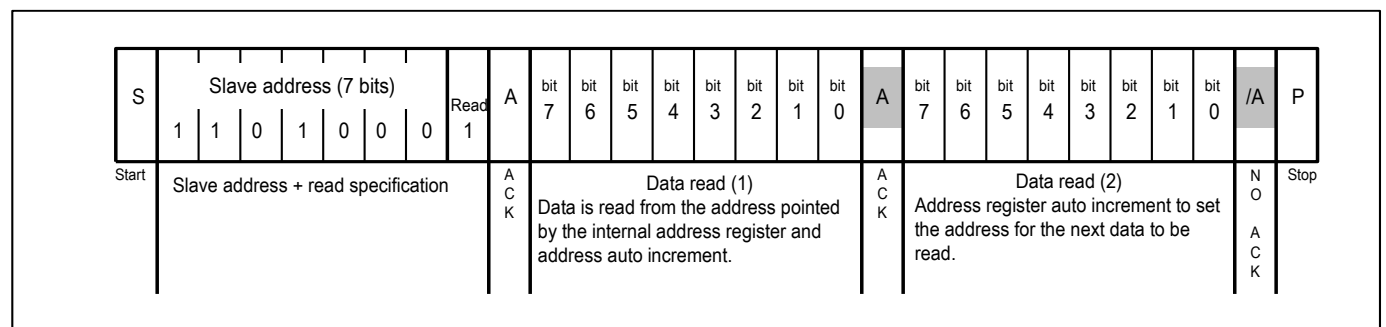 S Slave address (7 bits) Read A bit bit bit bit bit bit bit bit A bit bit bit bit bit bit bit bit /A P
1 1 0 1 0 0 0 1 7 6 5 4 3 2 1 0 7 6 5 4 3 2 1 0
Start
Slave address + read specification
ACK
Data read (1)
Data is read from the address pointed
by the internal address register and
address auto increment.
ACK
Data read (2)
Address register auto increment to set
the address for the next data to be
read.
NO ACK
Stop